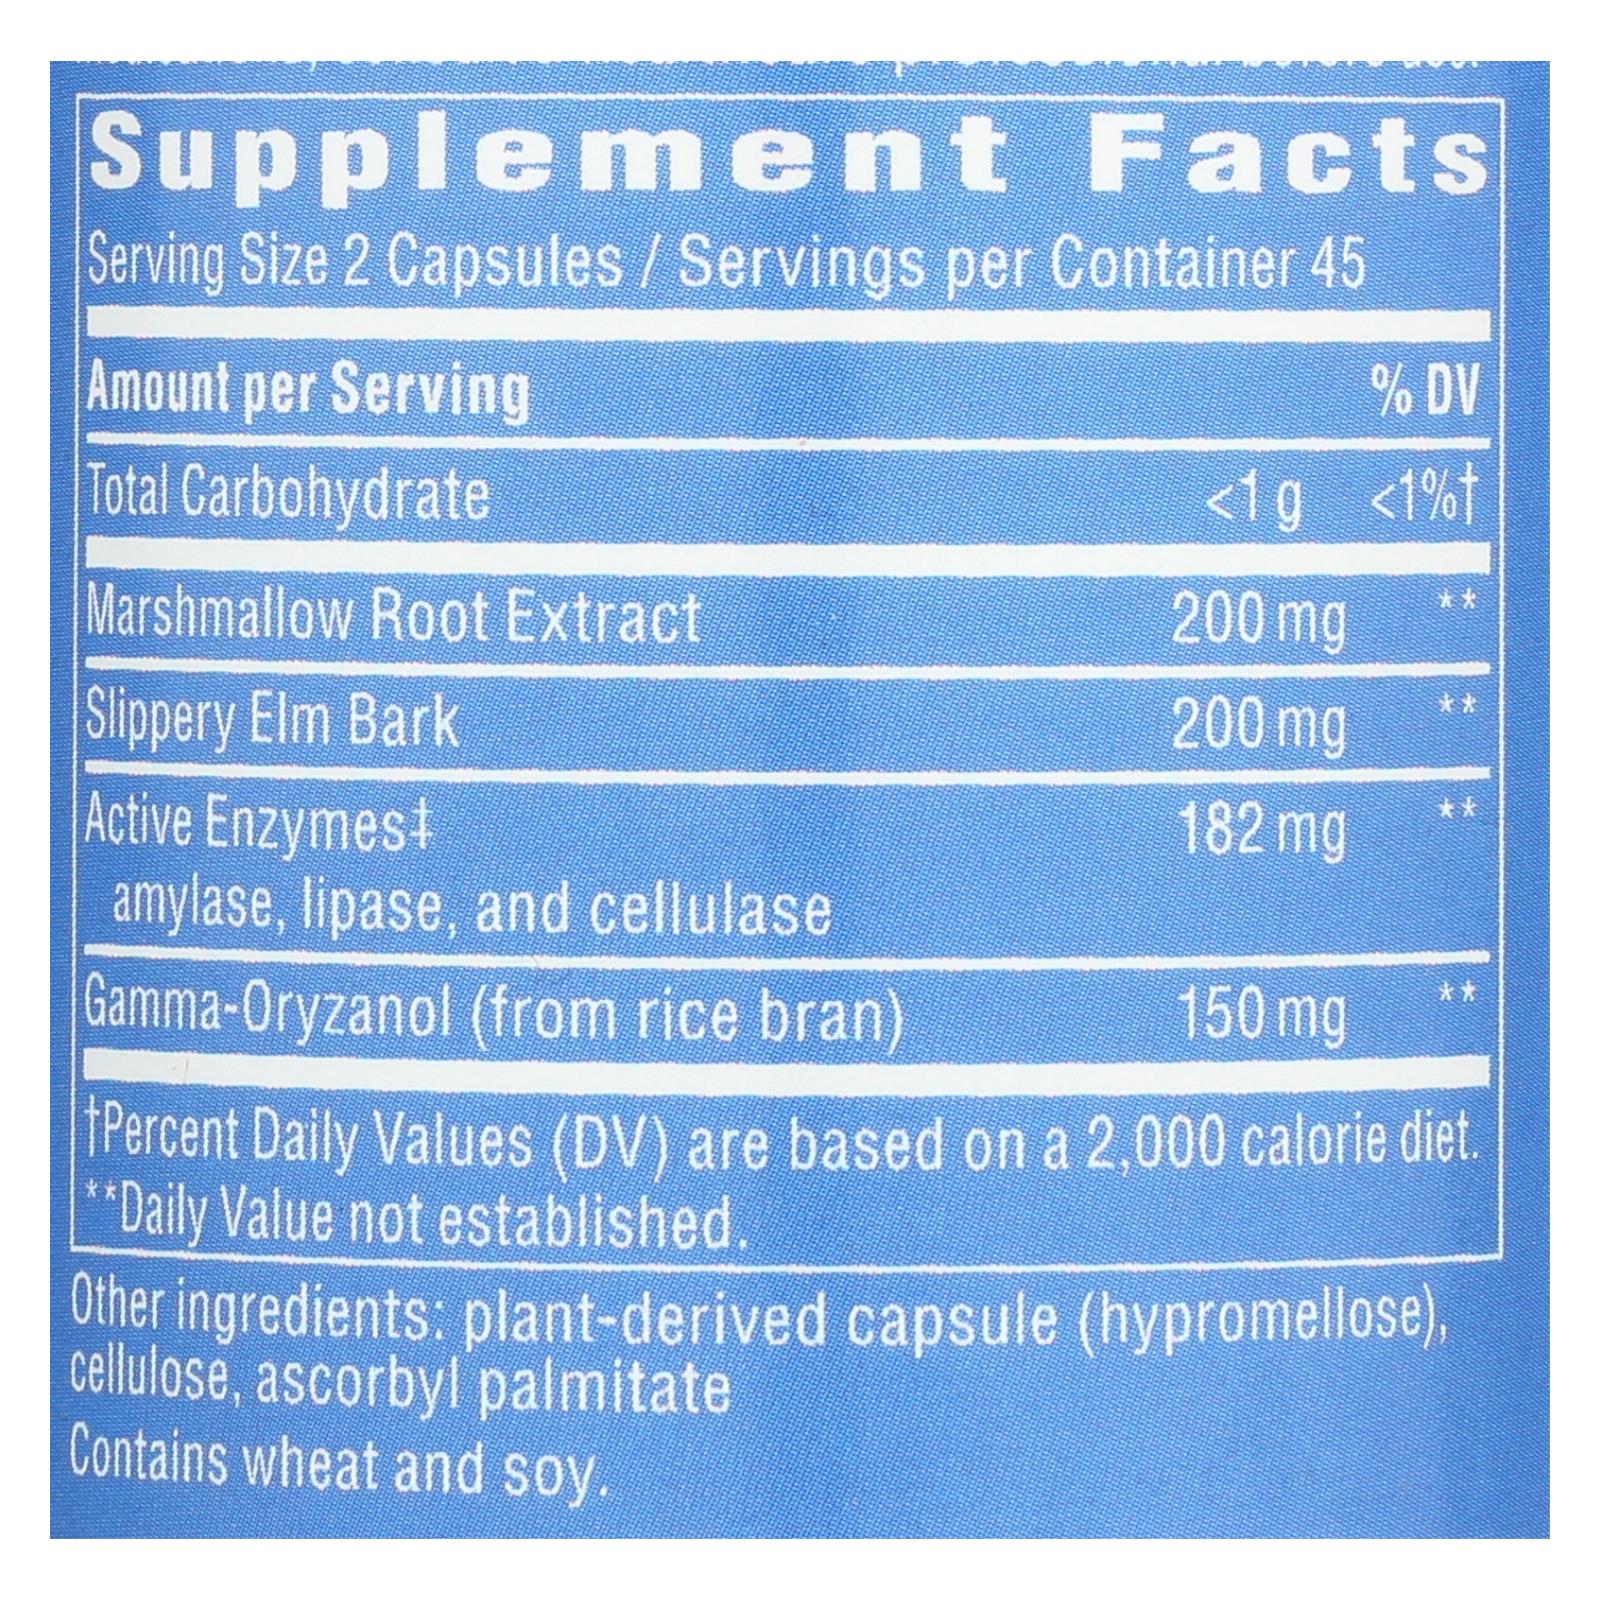 Supplement Facts
Serving Size 2 Capsules / Servings per Container 45
Amount per Serving % DV
Total Carbohydrate <1 g <1%†
Marshmallow Root Extract 200 mg **
Slippery Elm Bark 200 mg **
Active Enzymes‡ 182 mg **
amylase, lipase, and cellulase
Gamma-Oryzanol (from rice bran) 150 mg **
†Percent Daily Values (DV) are based on a 2,000 calorie diet.
**Daily Value not established.
Other ingredients: plant-derived capsule (hypromellose),
cellulose, ascorbyl palmitate
Contains wheat and soy.